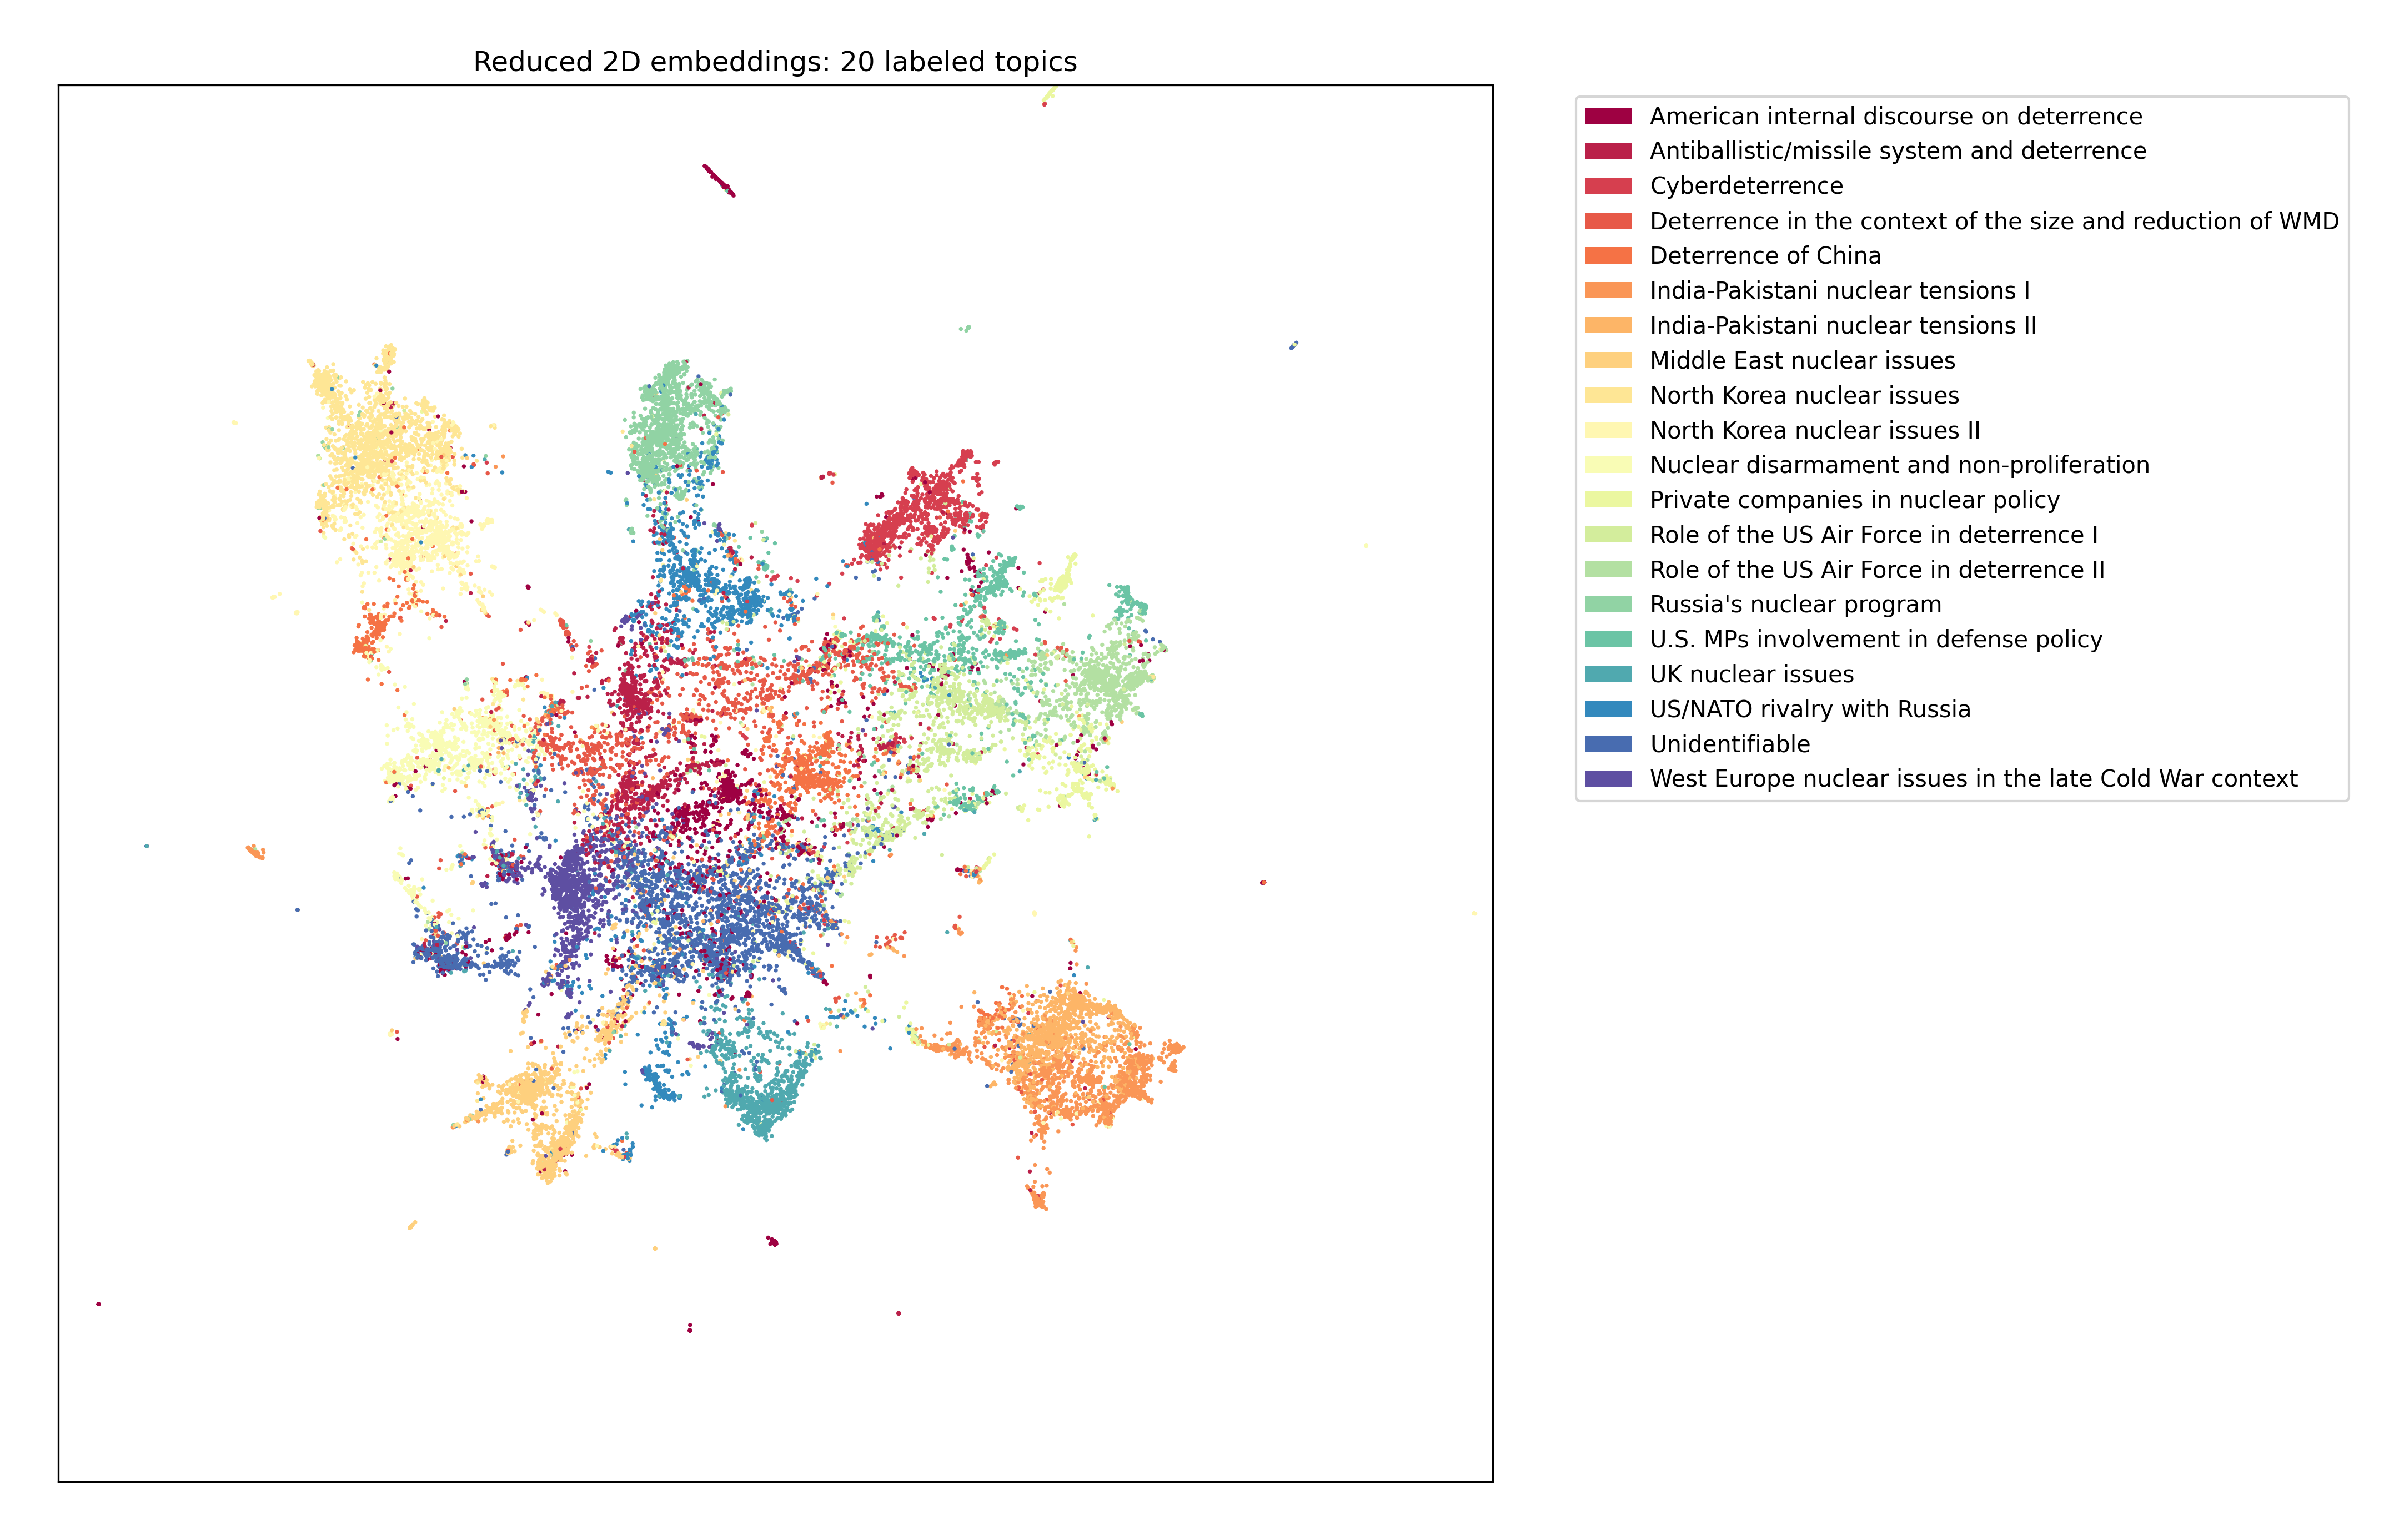 Reduced 2D embeddings: 20 labeled topics
American internal discourse on deterrence
Antiballistic/missile system and deterrence
Cyberdeterrence
Deterrence in the context of the size and reduction of WMD
Deterrence of China
India-Pakistani nuclear tensions I
India-Pakistani nuclear tensions II
Middle East nuclear issues
North Korea nuclear issues
North Korea nuclear issues II
Nuclear disarmament and non-proliferation
Private companies in nuclear policy
Role of the US Air Force in deterrence I
Role of the US Air Force in deterrence II
Russia's nuclear program
U.S. MPs involvement in defense policy
UK nuclear issues
US/NATO rivalry with Russia
Unidentifiable
West Europe nuclear issues in the late Cold War context